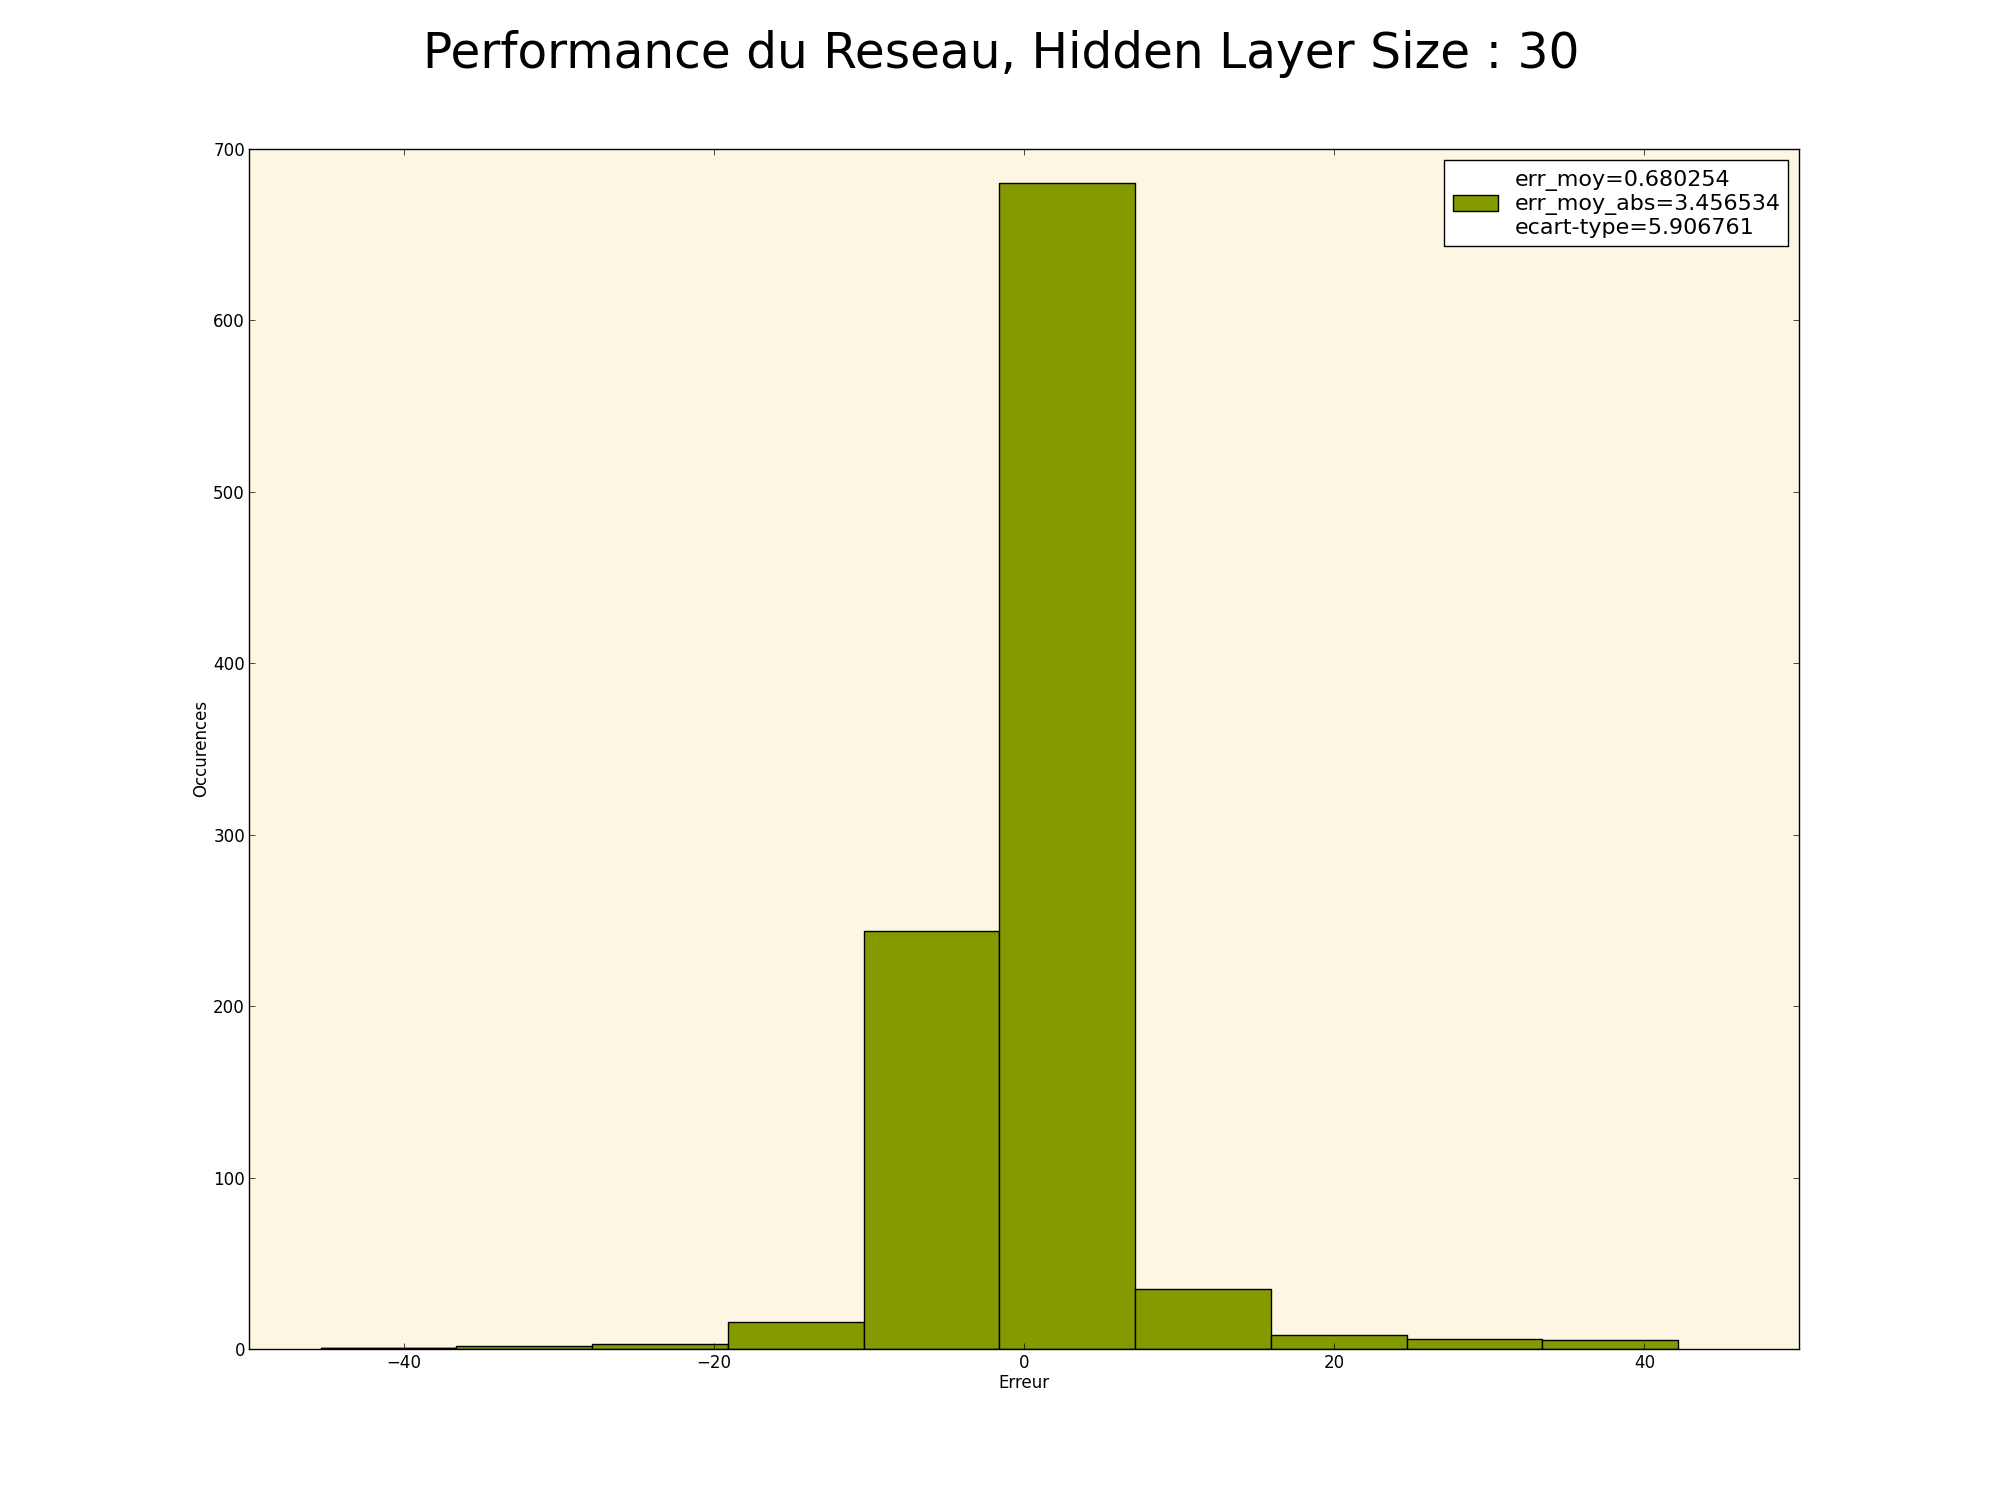 Performance du Reseau, Hidden Layer Size : 30
700
600
500
400
300
200
100
0
Occurences
err_moy=0.680254
err_moy_abs=3.456534
ecart-type=5.906761
−40
−20
0
20
40
Erreur